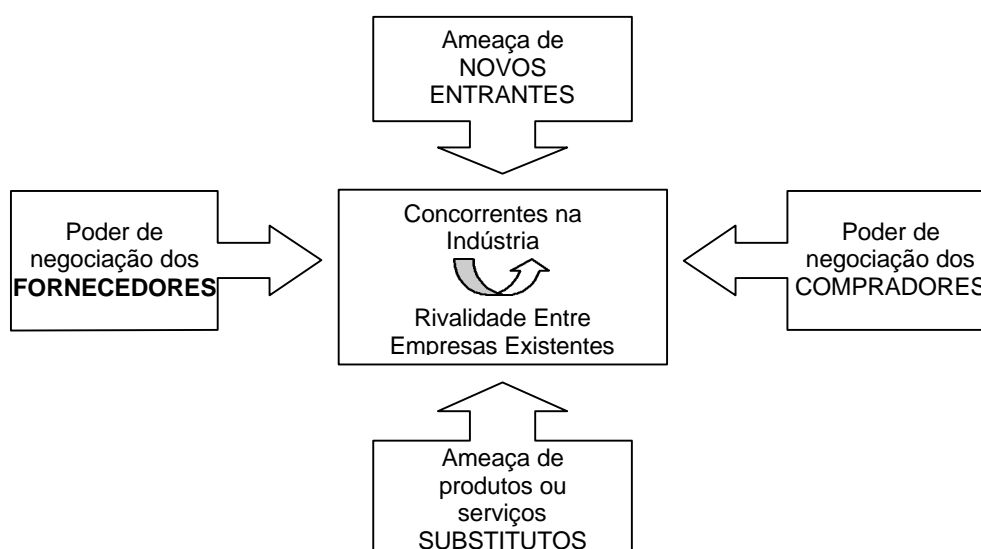 Ameaça de
NOVOS
ENTRANTES
Poder de
negociação dos
FORNECEDORES
Concorrentes na
Indústria
Rivalidade Entre
Empresas Existentes
Poder de
negociação dos
COMPRADORES
Ameaça de
produtos ou
serviços
SUBSTITUTOS